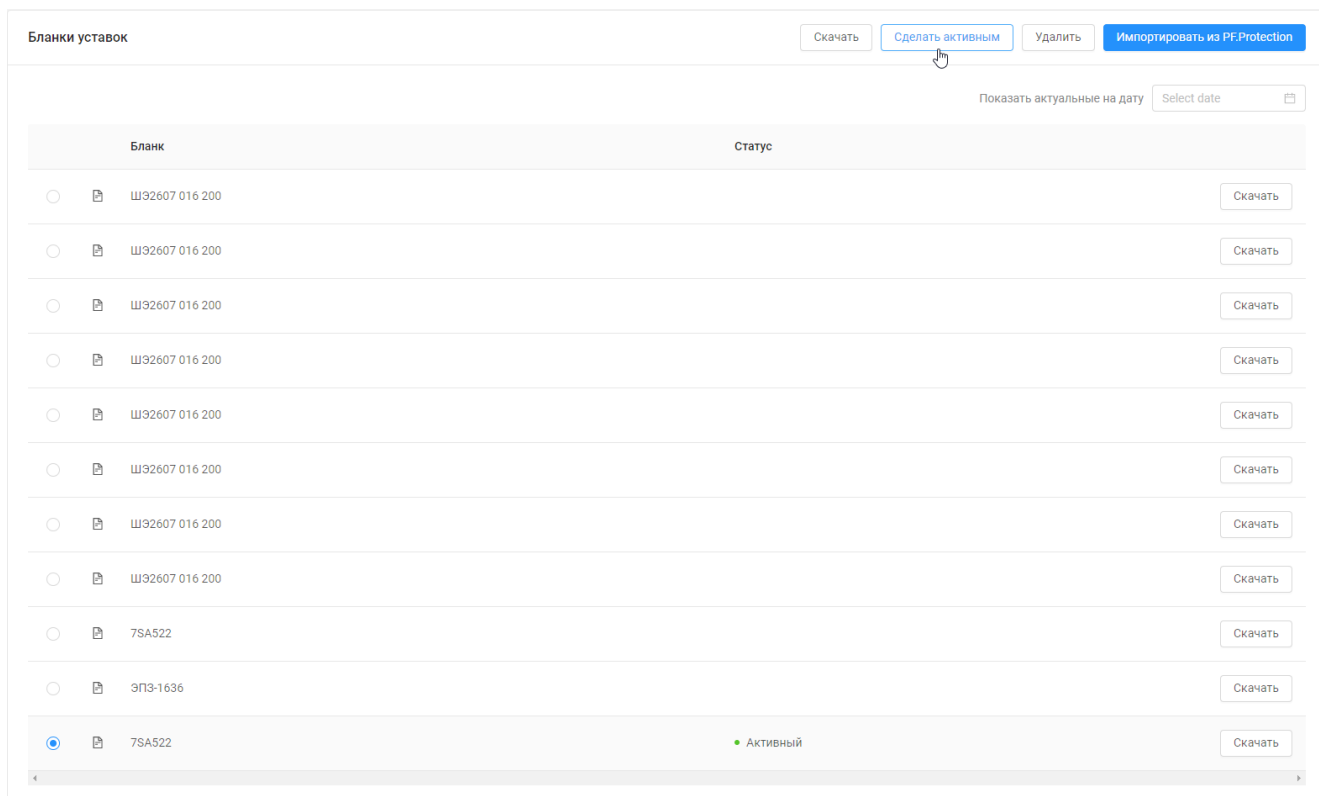 Бланки уставок
Скачать
Сделать активным
Удалить
Импортировать из PF.Protection
Показать актуальные на дату
Select date
Бланк Статус
ШЭ2607 016 200 Скачать
ШЭ2607 016 200 Скачать
ШЭ2607 016 200 Скачать
ШЭ2607 016 200 Скачать
ШЭ2607 016 200 Скачать
ШЭ2607 016 200 Скачать
ШЭ2607 016 200 Скачать
ШЭ2607 016 200 Скачать
7SA522 Скачать
ЭПЗ-1636 Скачать
7SA522 Активный Скачать